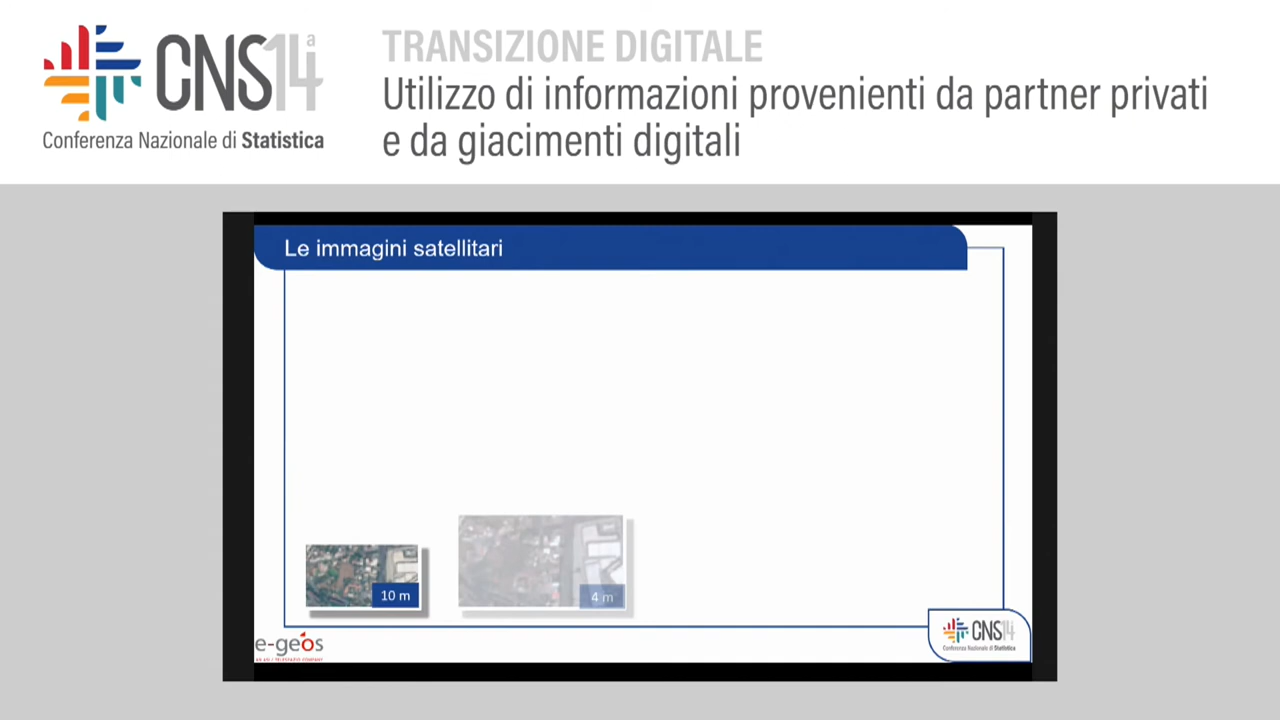 CNS14ª
Conferenza Nazionale di Statistica
TRANSIZIONE DIGITALE
Utilizzo di informazioni provenienti da partner privati
e da giacimenti digitali
Le immagini satellitari
10 m
4 m
e-geos
CNS14
Conferenza Nazionale di Statistica